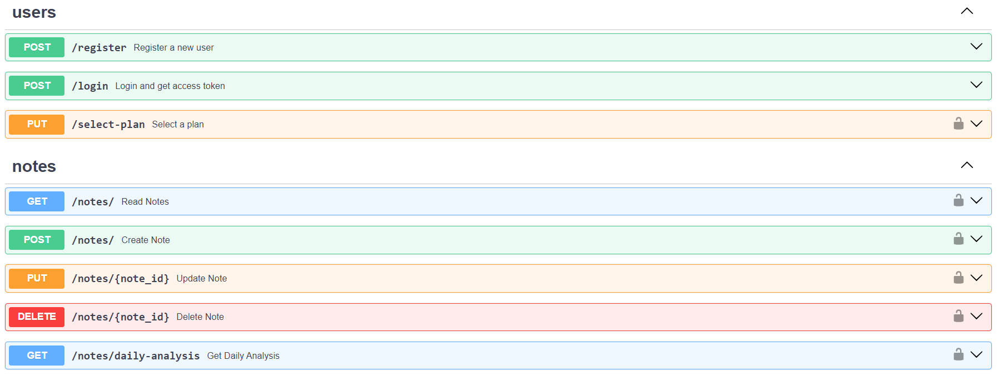 users
POST /register Register a new user
POST /login Login and get access token
PUT /select-plan Select a plan
notes
GET /notes/ Read Notes
POST /notes/ Create Note
PUT /notes/{note_id} Update Note
DELETE /notes/{note_id} Delete Note
GET /notes/daily-analysis Get Daily Analysis